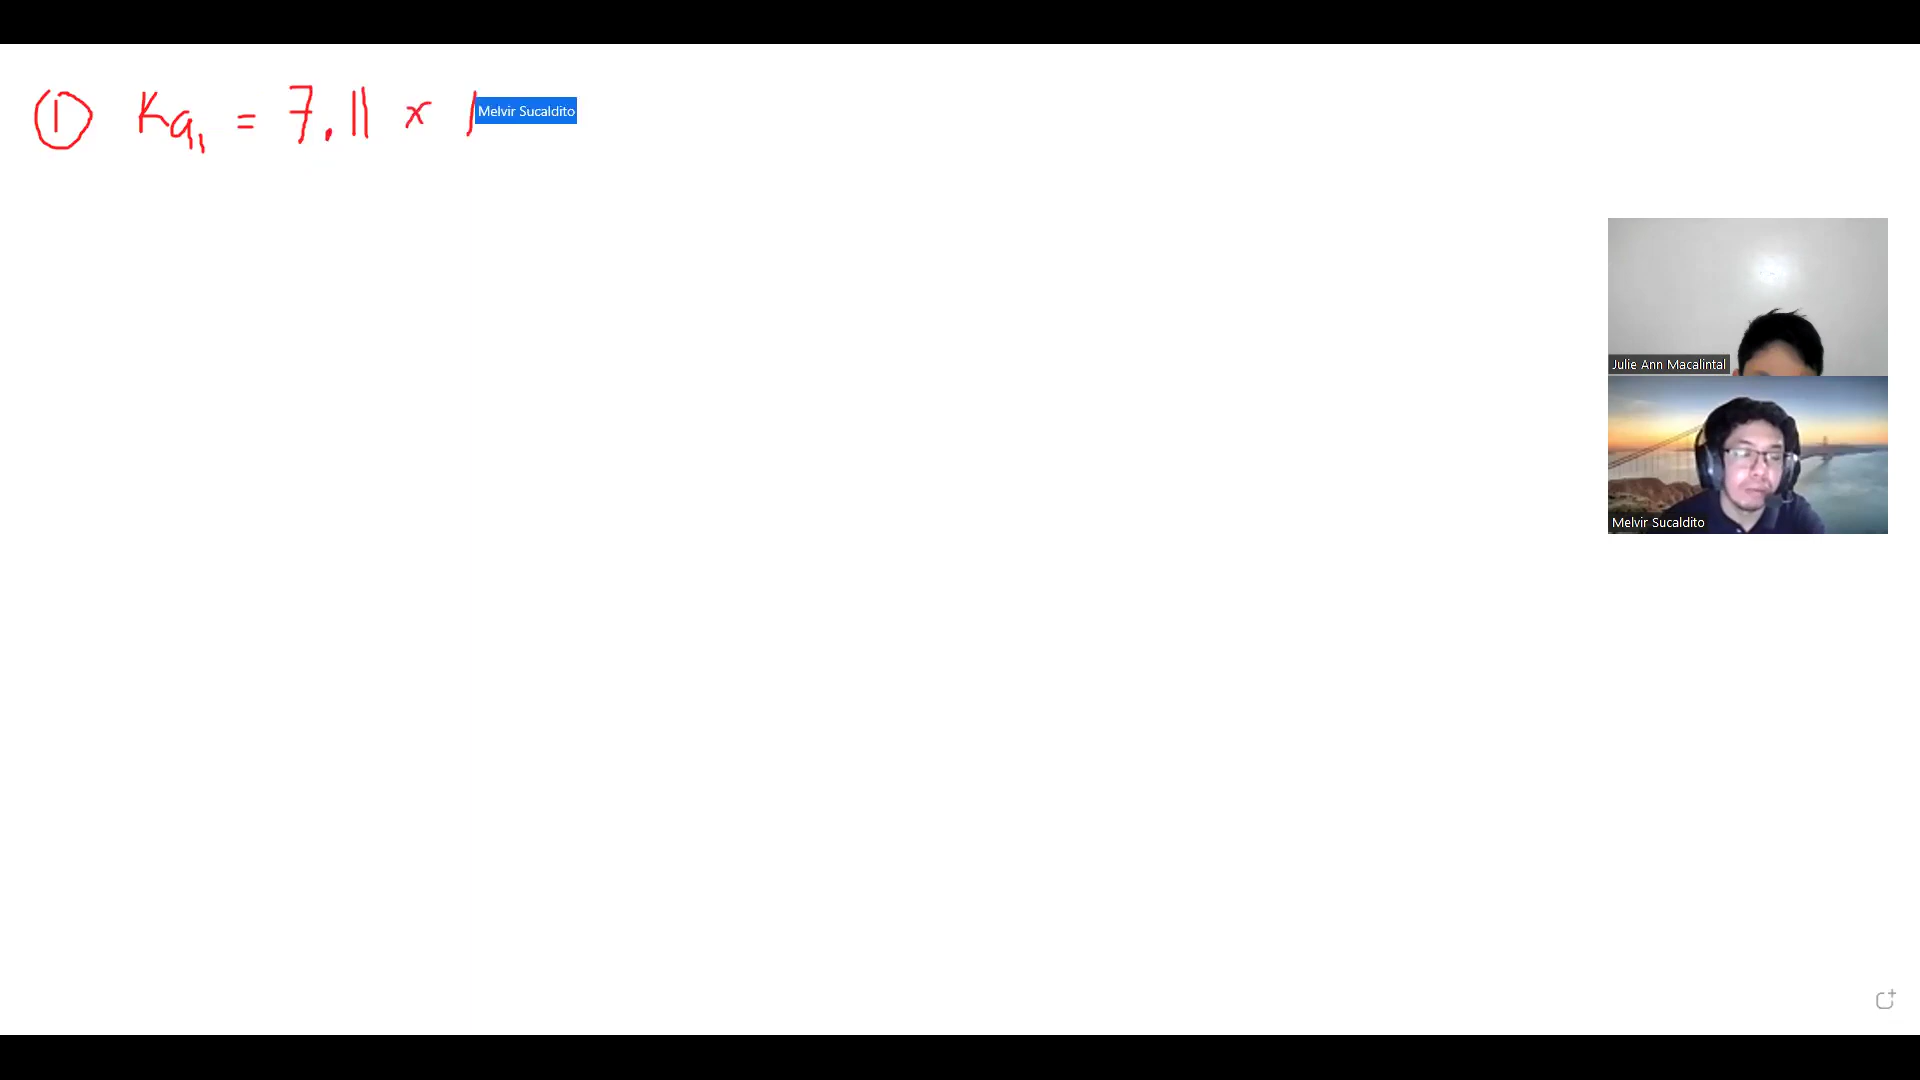 ① Ka₁ = 7.11 x 1
Melvir Sucaldito
Julie Ann Macalintal
Melvir Sucaldito